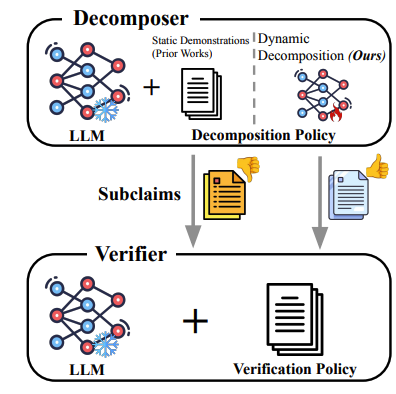 Decomposer
Static Demonstrations
(Prior Works)
Dynamic
Decomposition (Ours)
+
LLM
Decomposition Policy
Subclaims
Verifier
+
LLM
Verification Policy